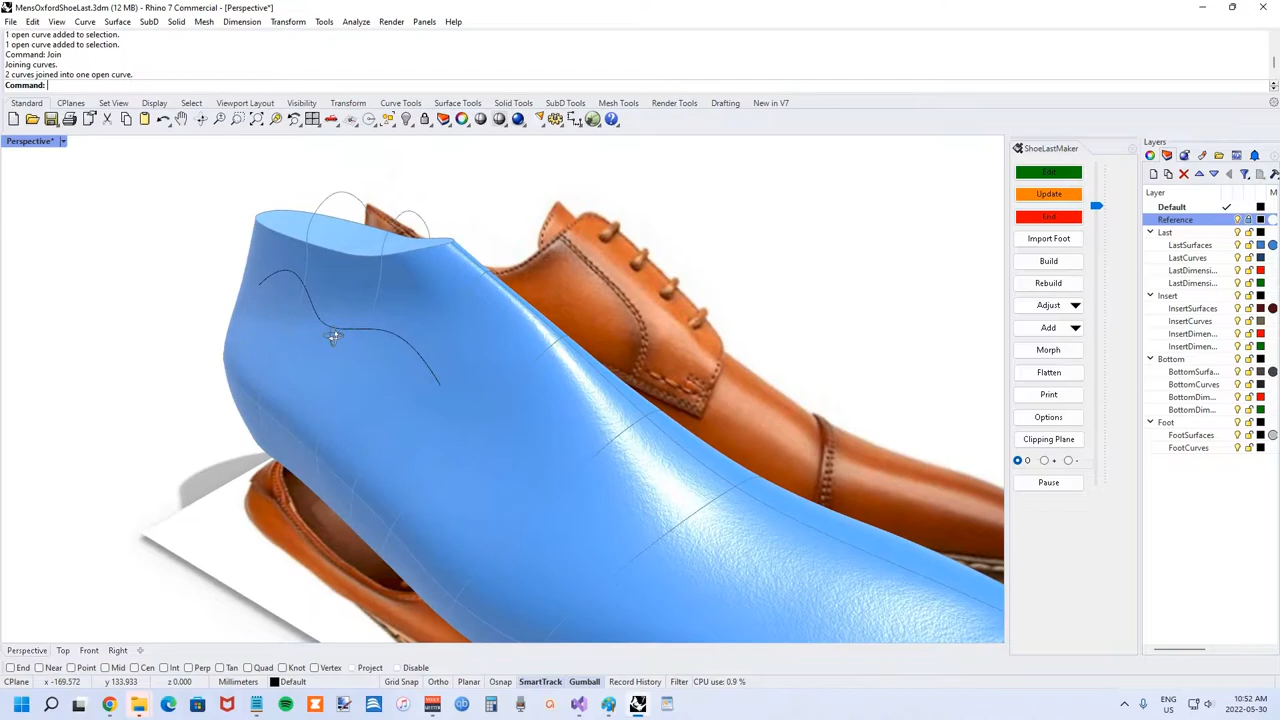 MensOxfordShoeLast.3dm (12 MB) - Rhino 7 Commercial - [Perspective*]
File Edit View Curve Surface SubD Solid Mesh Dimension Transform Tools Analyze Render Panels Help
1 open curve added to selection.
1 open curve added to selection.
Command: Join
Joining curves.
2 curves joined into one open curve.
Command:
Standard CPlanes Set View Display Select Viewport Layout Visibility Transform Curve Tools Surface Tools Solid Tools SubD Tools Mesh Tools Render Tools Drafting New in V7
Perspective*
ShoeLastMaker
Edit
Update
End
Import Foot
Build
Rebuild
Adjust
Add
Morph
Flatten
Print
Options
Clipping Plane
0 + -
Pause
Layers
Layer M
Default
Reference
Last
LastSurfaces
LastCurves
LastDimensi...
LastDimen...
Insert
InsertSurfaces
InsertCurves
InsertDimen...
InsertDimen...
Bottom
BottomSurfa...
BottomCurves
BottomDim...
BottomDim...
Foot
FootSurfaces
FootCurves
Perspective Top Front Right
End Near Point Mid Cen Int Perp Tan Quad Knot Vertex Project Disable
CPlane x -169.572 y 133.933 z 0.000 Millimeters Default Grid Snap Ortho Planar Osnap SmartTrack Gumball Record History Filter CPU use: 0.9 %
ENG
US
10:52 AM
2022-05-30